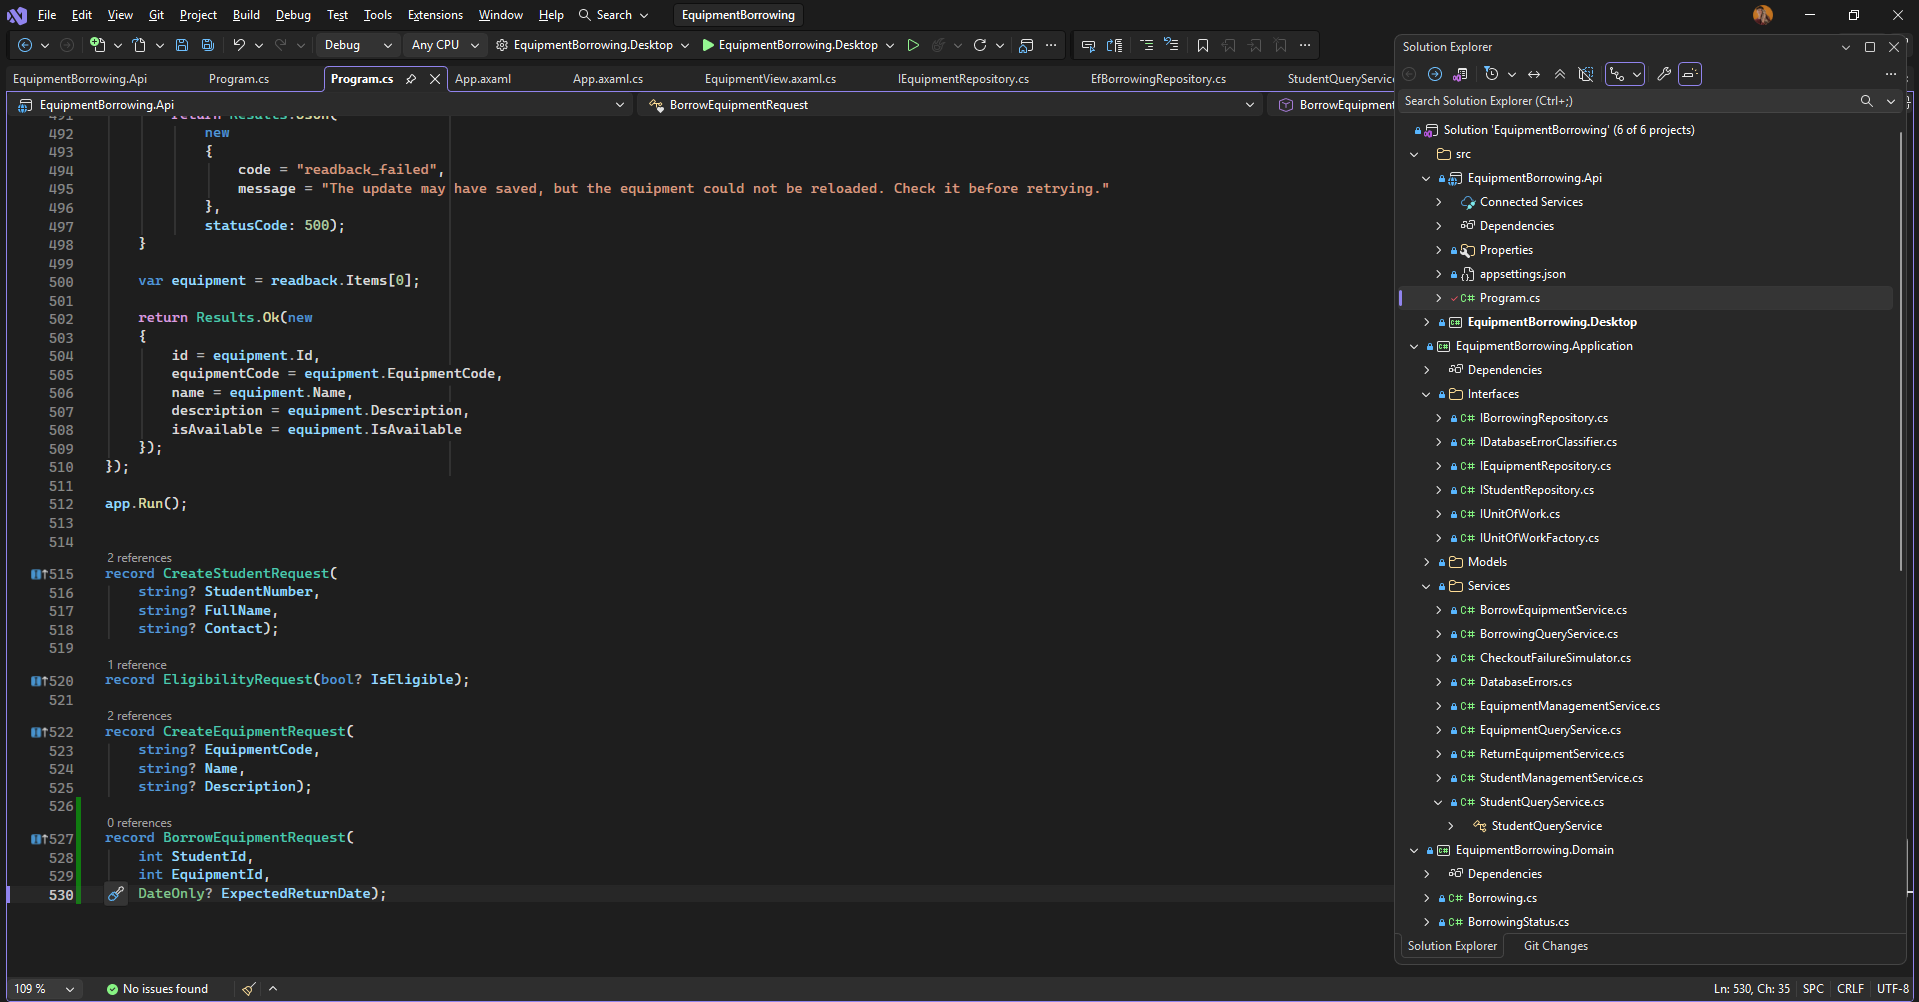 File Edit View Git Project Build Debug Test Tools Extensions Window Help Search EquipmentBorrowing
Debug Any CPU EquipmentBorrowing.Desktop EquipmentBorrowing.Desktop
EquipmentBorrowing.Api Program.cs Program.cs App.axaml App.axaml.cs EquipmentView.axaml.cs IEquipmentRepository.cs EfBorrowingRepository.cs StudentQueryService
EquipmentBorrowing.Api BorrowEquipmentRequest BorrowEquipment
491 return Results.Json(
492 new
493 {
494 code = "readback_failed",
495 message = "The update may have saved, but the equipment could not be reloaded. Check it before retrying."
496 },
497 statusCode: 500);
498 }
499
500 var equipment = readback.Items[0];
501
502 return Results.Ok(new
503 {
504 id = equipment.Id,
505 equipmentCode = equipment.EquipmentCode,
506 name = equipment.Name,
507 description = equipment.Description,
508 isAvailable = equipment.IsAvailable
509 });
510 });
511
512 app.Run();
513
514
2 references
515 record CreateStudentRequest(
516 string? StudentNumber,
517 string? FullName,
518 string? Contact);
519
1 reference
520 record EligibilityRequest(bool? IsEligible);
521
2 references
522 record CreateEquipmentRequest(
523 string? EquipmentCode,
524 string? Name,
525 string? Description);
526
0 references
527 record BorrowEquipmentRequest(
528 int StudentId,
529 int EquipmentId,
530 DateOnly? ExpectedReturnDate);
109 % No issues found Ln: 530, Ch: 35 SPC CRLF UTF-8
Solution Explorer
Search Solution Explorer (Ctrl+;)
Solution 'EquipmentBorrowing' (6 of 6 projects)
src
EquipmentBorrowing.Api
Connected Services
Dependencies
Properties
appsettings.json
C# Program.cs
EquipmentBorrowing.Desktop
EquipmentBorrowing.Application
Dependencies
Interfaces
C# IBorrowingRepository.cs
C# IDatabaseErrorClassifier.cs
C# IEquipmentRepository.cs
C# IStudentRepository.cs
C# IUnitOfWork.cs
C# IUnitOfWorkFactory.cs
Models
Services
C# BorrowEquipmentService.cs
C# BorrowingQueryService.cs
C# CheckoutFailureSimulator.cs
C# DatabaseErrors.cs
C# EquipmentManagementService.cs
C# EquipmentQueryService.cs
C# ReturnEquipmentService.cs
C# StudentManagementService.cs
C# StudentQueryService.cs
StudentQueryService
EquipmentBorrowing.Domain
Dependencies
C# Borrowing.cs
C# BorrowingStatus.cs
Solution Explorer Git Changes